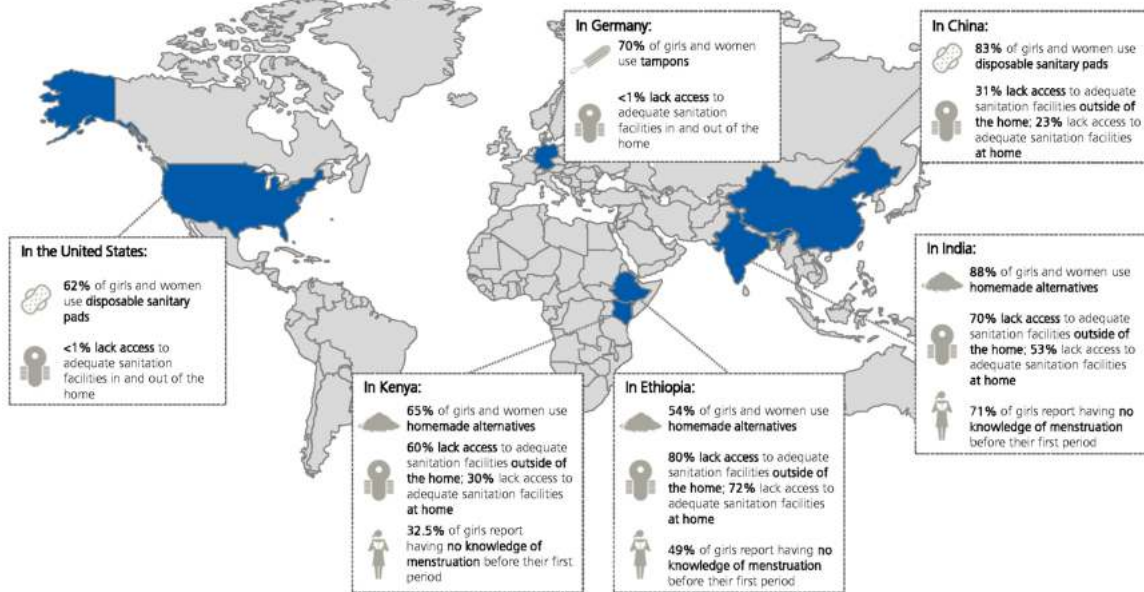 In Germany:
70% of girls and women
use tampons
<1% lack access to
adequate sanitation
facilities in and out of the
home
In China:
83% of girls and women use
disposable sanitary pads
31% lack access to adequate
sanitation facilities outside of
the home; 23% lack access to
adequate sanitation facilities
at home
In the United States:
62% of girls and women
use disposable sanitary
pads
<1% lack access to
adequate sanitation
facilities in and out of the
home
In India:
88% of girls and women use
homemade alternatives
70% lack access to adequate
sanitation facilities outside of
the home; 53% lack access to
adequate sanitation facilities
at home
71% of girls report having no
knowledge of menstruation
before their first period
In Kenya:
65% of girls and women use
homemade alternatives
60% lack access to adequate
sanitation facilities outside of
the home; 30% lack access to
adequate sanitation facilities
at home
32.5% of girls report
having no knowledge of
menstruation before their first
period
In Ethiopia:
54% of girls and women use
homemade alternatives
80% lack access to adequate
sanitation facilities outside of
the home; 72% lack access to
adequate sanitation facilities
at home
49% of girls report having no
knowledge of menstruation
before their first period